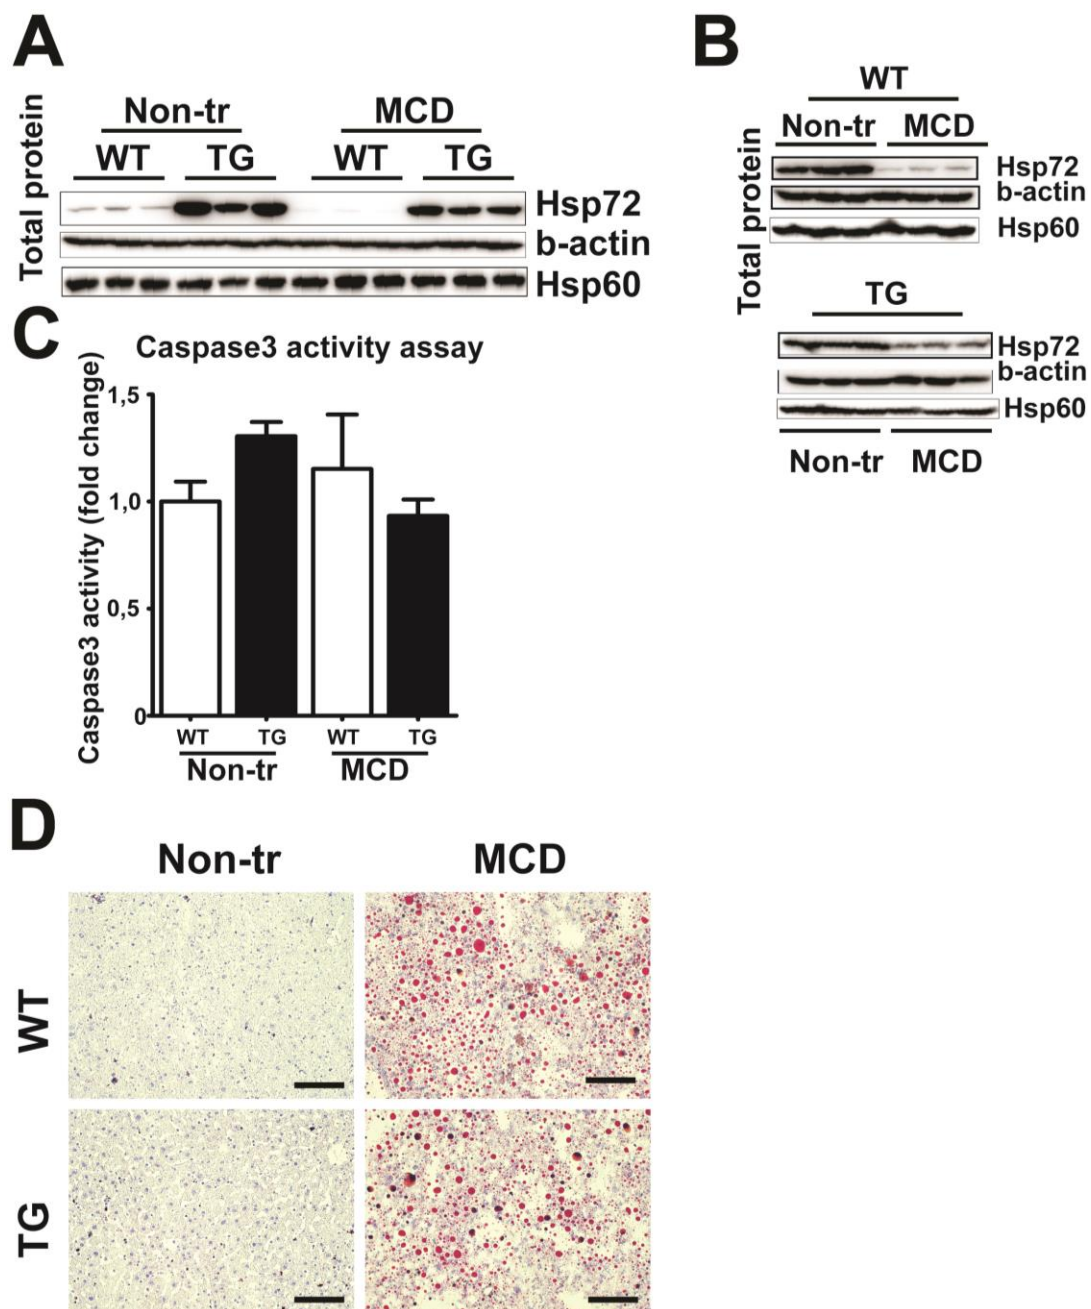 A
Non-tr MCD
WT TG WT TG
Total protein
Hsp72
b-actin
Hsp60
B
WT
Non-tr MCD
Total protein
Hsp72
b-actin
Hsp60
TG
Hsp72
b-actin
Hsp60
Non-tr MCD
C
Caspase3 activity assay
Caspase3 activity (fold change)
1,5
1,0
0,5
0
WT TG WT TG
Non-tr MCD
D
Non-tr MCD
WT
TG